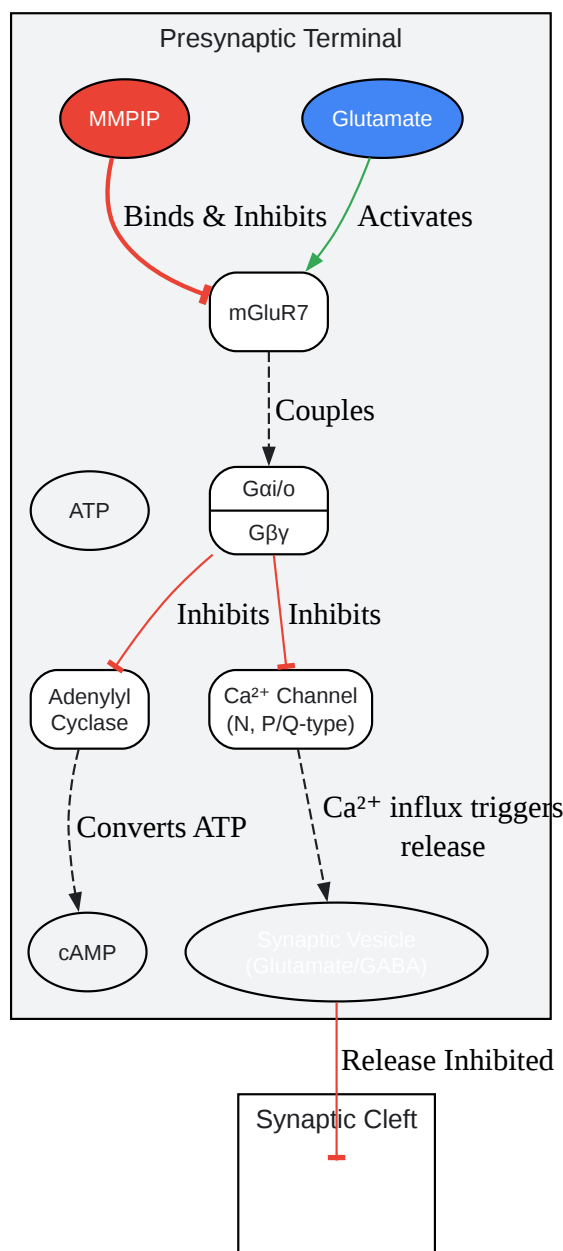 Presynaptic Terminal
MMPIP
Glutamate
Binds & Inhibits
Activates
mGluR7
Couples
Gαi/o
ATP
Gβγ
Inhibits
Inhibits
Adenylyl
Cyclase
Ca²⁺ Channel
(N, P/Q-type)
Converts ATP
Ca²⁺ influx triggers
release
cAMP
Synaptic Vesicle
(Glutamate/GABA)
Release Inhibited
Synaptic Cleft